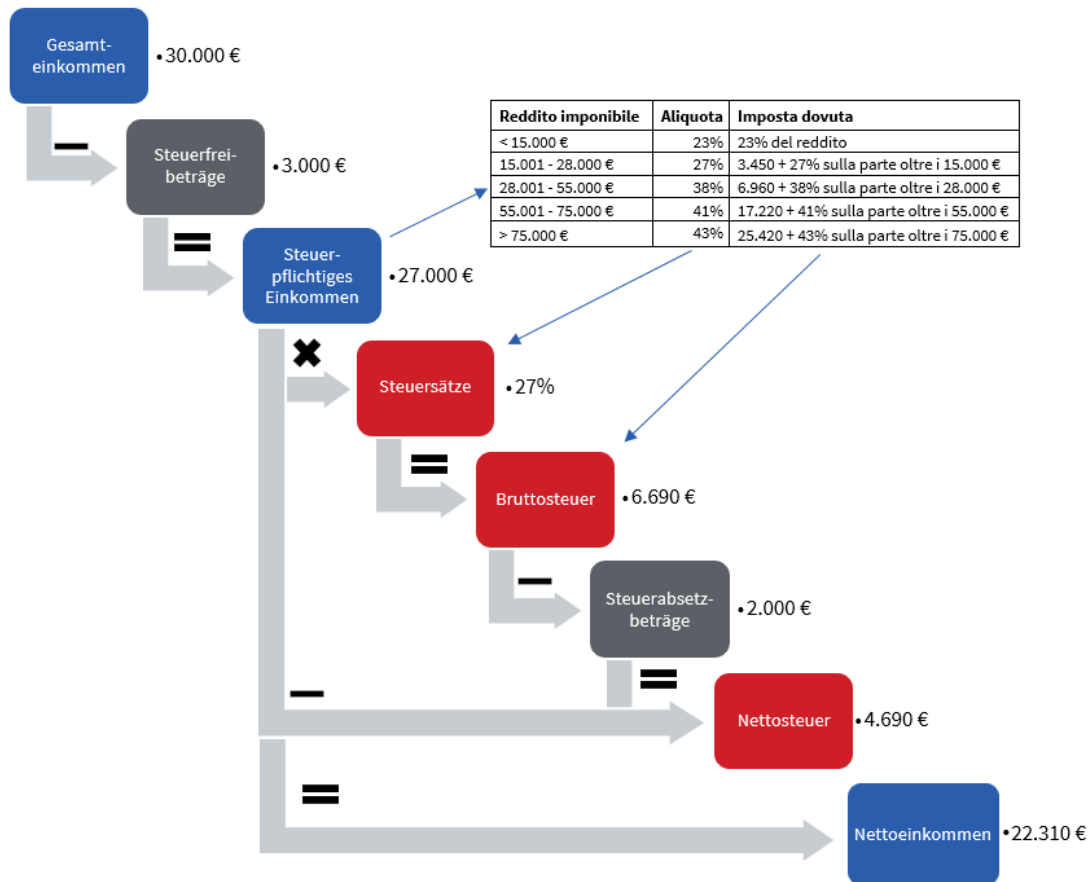 Gesamt-
einkommen
•30.000 €
Steuerfrei-
beträge
•3.000 €
Reddito imponibile Aliquota Imposta dovuta
< 15.000 € 23% 23% del reddito
15.001 - 28.000 € 27% 3.450 + 27% sulla parte oltre i 15.000 €
28.001 - 55.000 € 38% 6.960 + 38% sulla parte oltre i 28.000 €
55.001 - 75.000 € 41% 17.220 + 41% sulla parte oltre i 55.000 €
> 75.000 € 43% 25.420 + 43% sulla parte oltre i 75.000 €
Steuer-
pflichtiges
Einkommen
•27.000 €
Steuersätze
•27%
Bruttosteuer
•6.690 €
Steuerabsetz-
beträge
•2.000 €
Nettosteuer
•4.690 €
Nettoeinkommen
•22.310 €